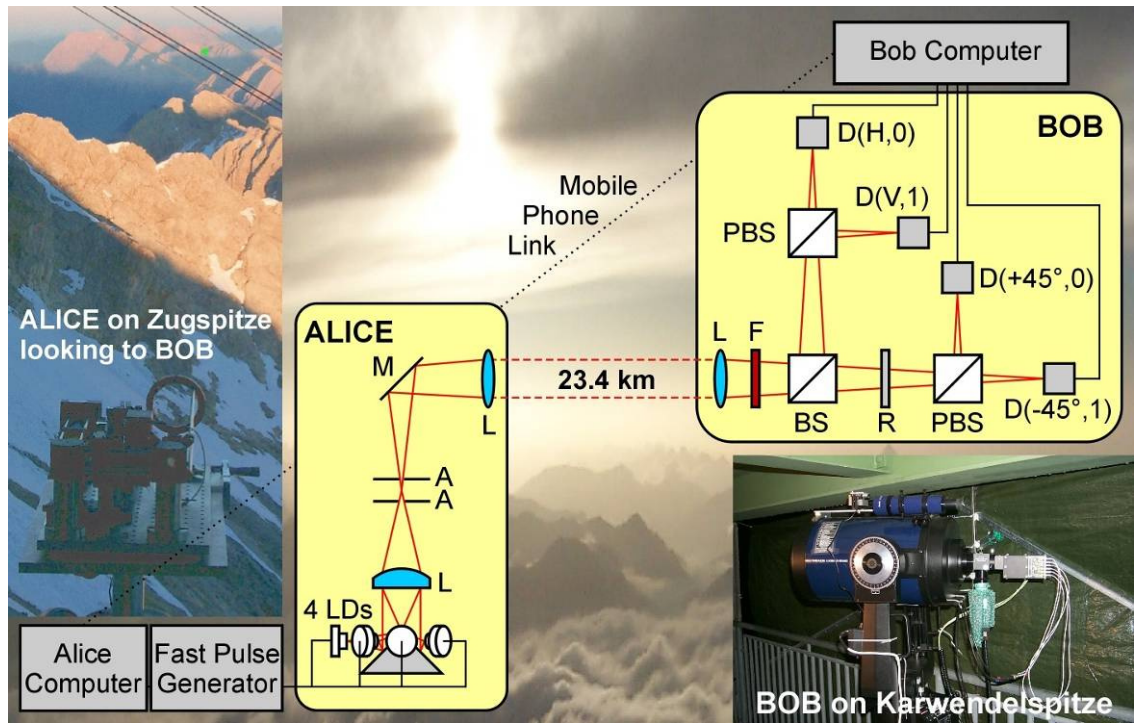 Bob Computer
BOB
D(H,0)
D(V,1)
PBS
D(+45°,0)
Mobile
Phone
Link
ALICE on Zugspitze
looking to BOB
ALICE
M
L
23.4 km
L
F
BS
R
PBS
D(-45°,1)
A
A
L
4 LDs
Alice
Computer
Fast Pulse
Generator
BOB on Karwendelspitze